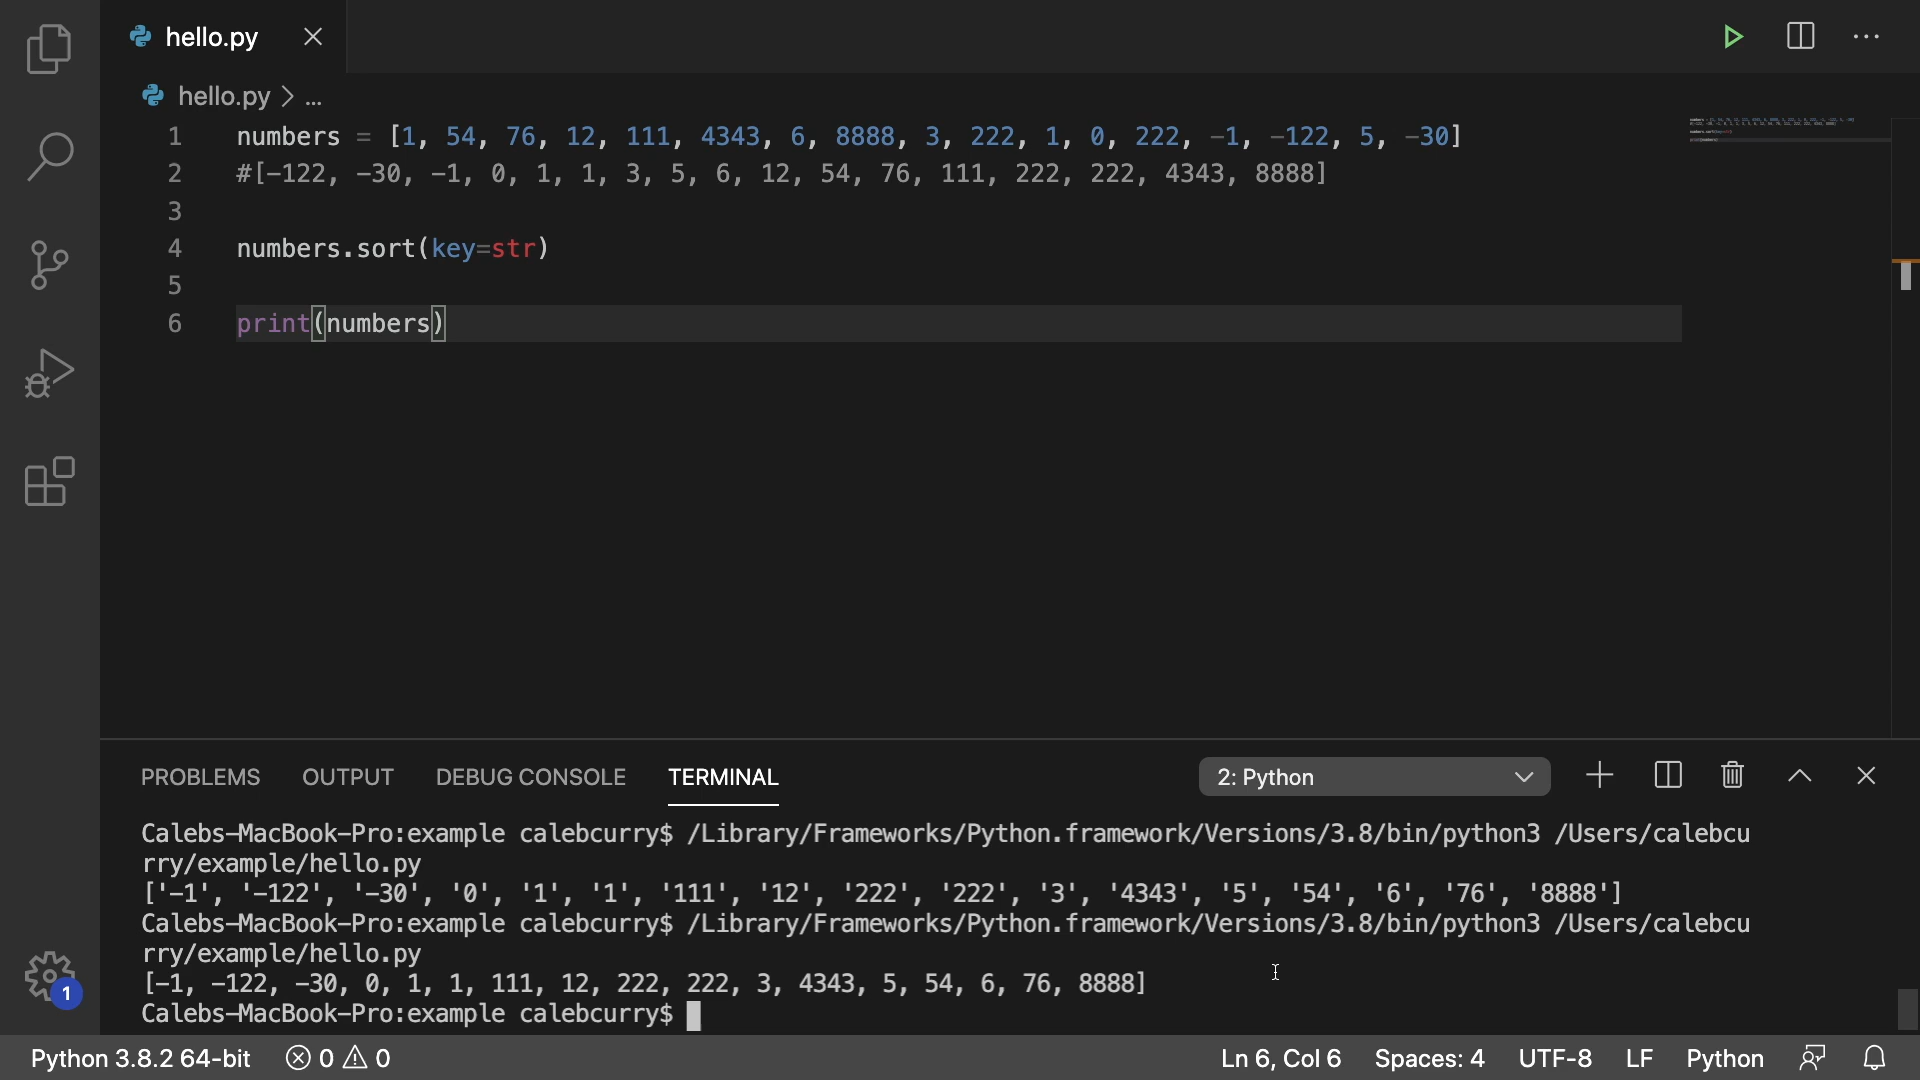 hello.py
hello.py > ...
1 numbers = [1, 54, 76, 12, 111, 4343, 6, 8888, 3, 222, 1, 0, 222, -1, -122, 5, -30]
2 #[-122, -30, -1, 0, 1, 1, 3, 5, 6, 12, 54, 76, 111, 222, 222, 4343, 8888]
3
4 numbers.sort(key=str)
5
6 print(numbers)
PROBLEMS OUTPUT DEBUG CONSOLE TERMINAL 2: Python
Calebs-MacBook-Pro:example calebcurry$ /Library/Frameworks/Python.framework/Versions/3.8/bin/python3 /Users/calebcu
rry/example/hello.py
['-1', '-122', '-30', '0', '1', '1', '111', '12', '222', '222', '3', '4343', '5', '54', '6', '76', '8888']
Calebs-MacBook-Pro:example calebcurry$ /Library/Frameworks/Python.framework/Versions/3.8/bin/python3 /Users/calebcu
rry/example/hello.py
[-1, -122, -30, 0, 1, 1, 111, 12, 222, 222, 3, 4343, 5, 54, 6, 76, 8888]
Calebs-MacBook-Pro:example calebcurry$
1
Python 3.8.2 64-bit 0 0 Ln 6, Col 6 Spaces: 4 UTF-8 LF Python